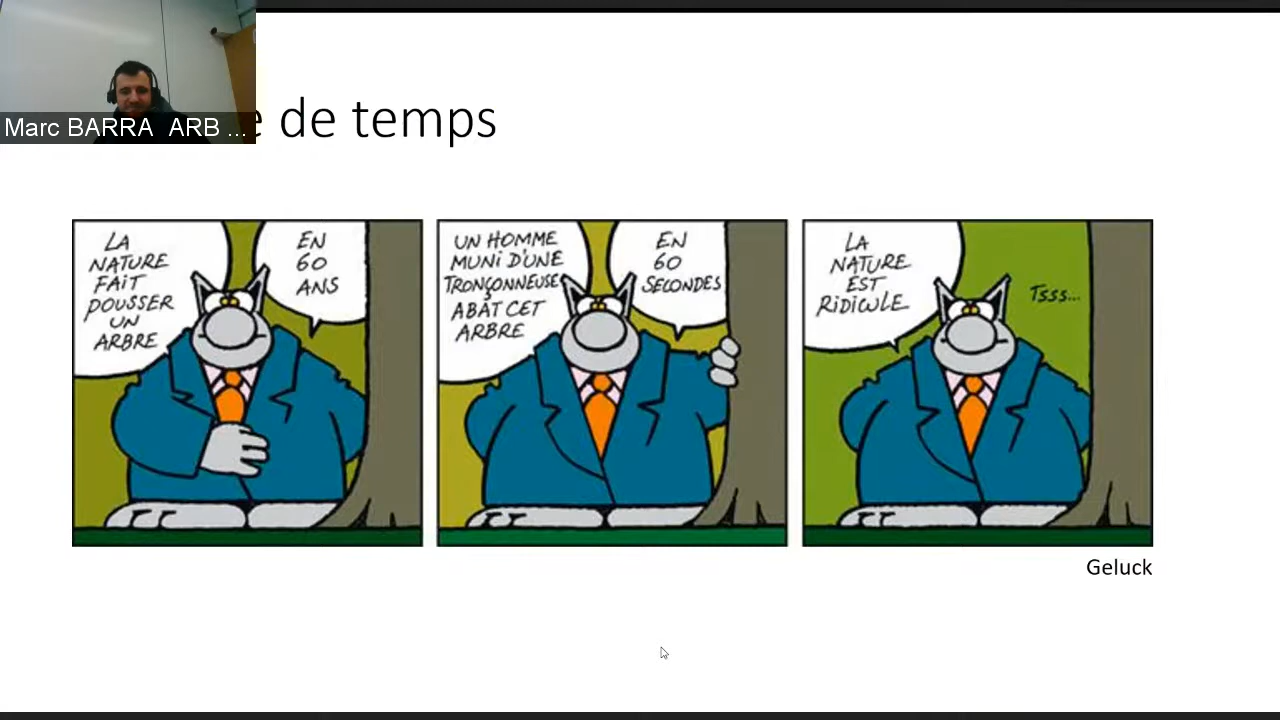 Marc BARRA ARB ...
e de temps
LA
NATURE
FAIT
POUSSER
UN
ARBRE
EN
60
ANS
UN HOMME
MUNI D'UNE
TRONÇONNEUSE
ABAT CET
ARBRE
EN
60
SECONDES
LA
NATURE
EST
RIDICULE
TSSS...
Geluck